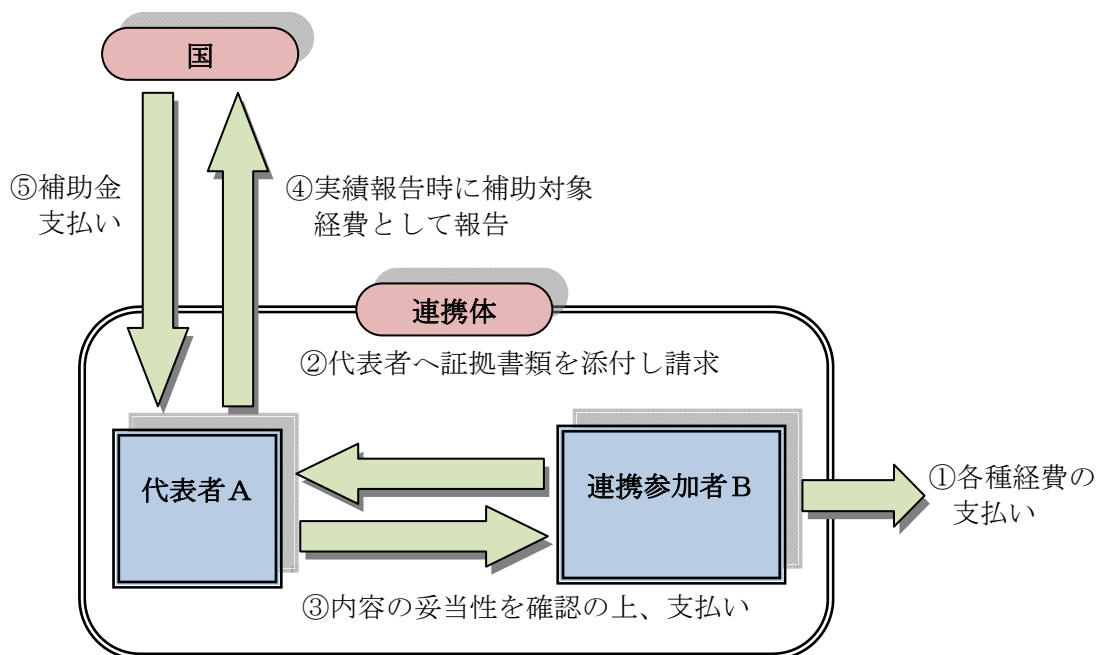 国
⑤補助金
支払い
④実績報告時に補助対象
経費として報告
連携体
②代表者へ証拠書類を添付し請求
代表者A
連携参加者B
①各種経費の
支払い
③内容の妥当性を確認の上、支払い